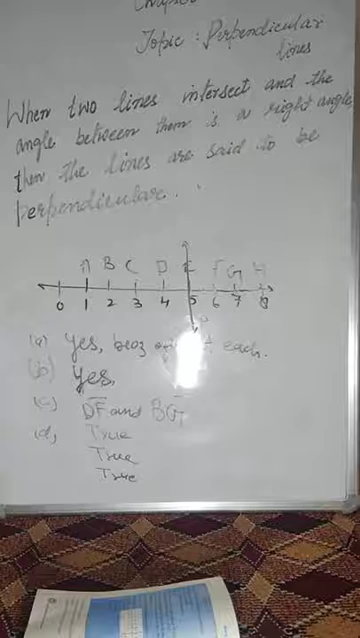 Topic : Perpendicular
lines
When two lines intersect and the
angle between them is a right angle
then the lines are said to be
perpendicular.
A B C D E F G H
0 1 2 3 4 5 6 7 8
(a) Yes, each.
(b) Yes.
(c) DF and BG
(d) True
True
True